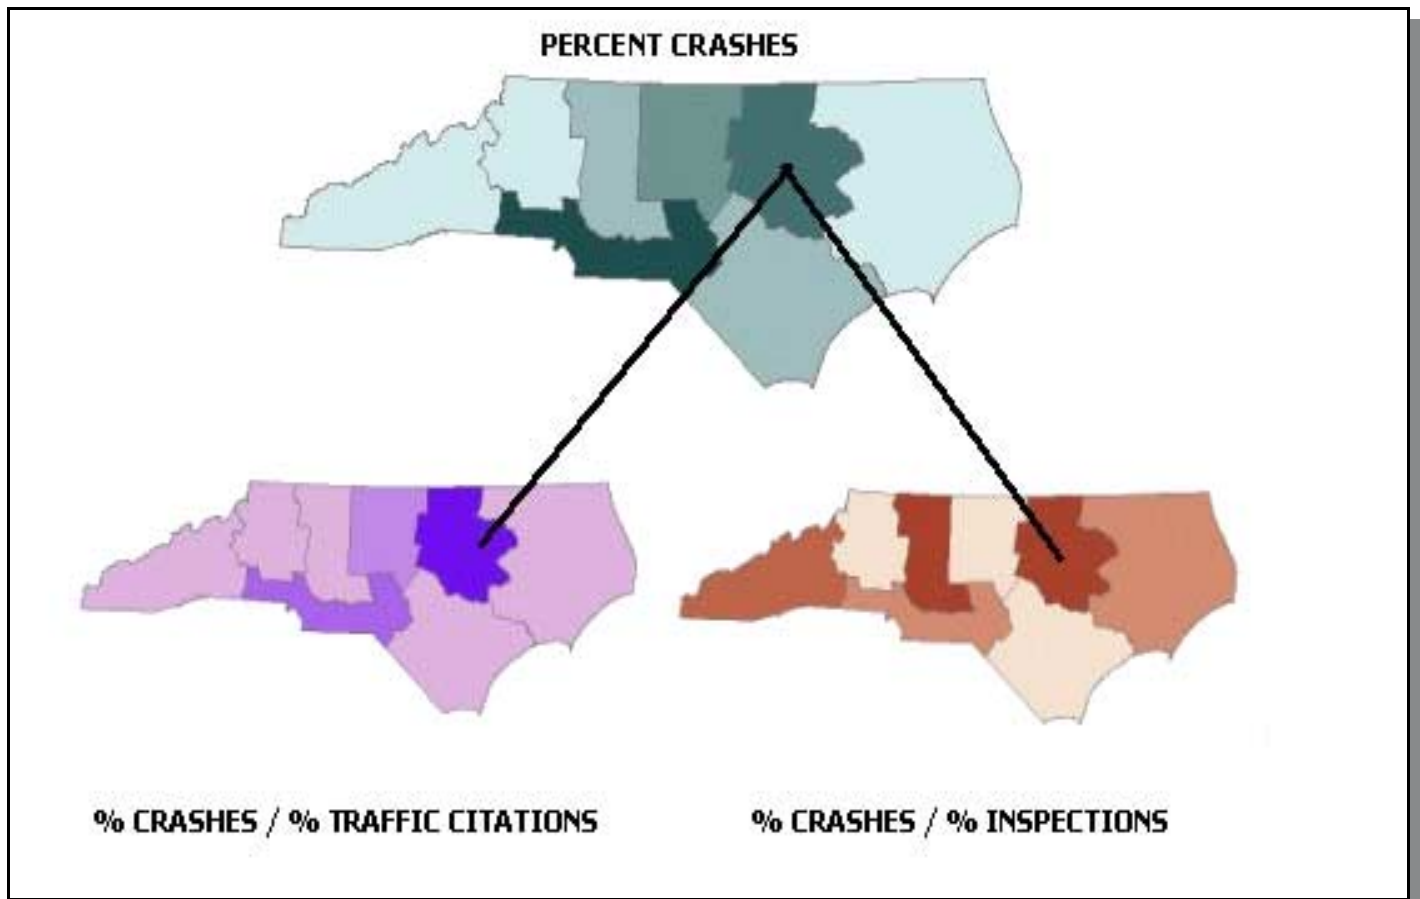 PERCENT CRASHES
% CRASHES / % TRAFFIC CITATIONS
% CRASHES / % INSPECTIONS